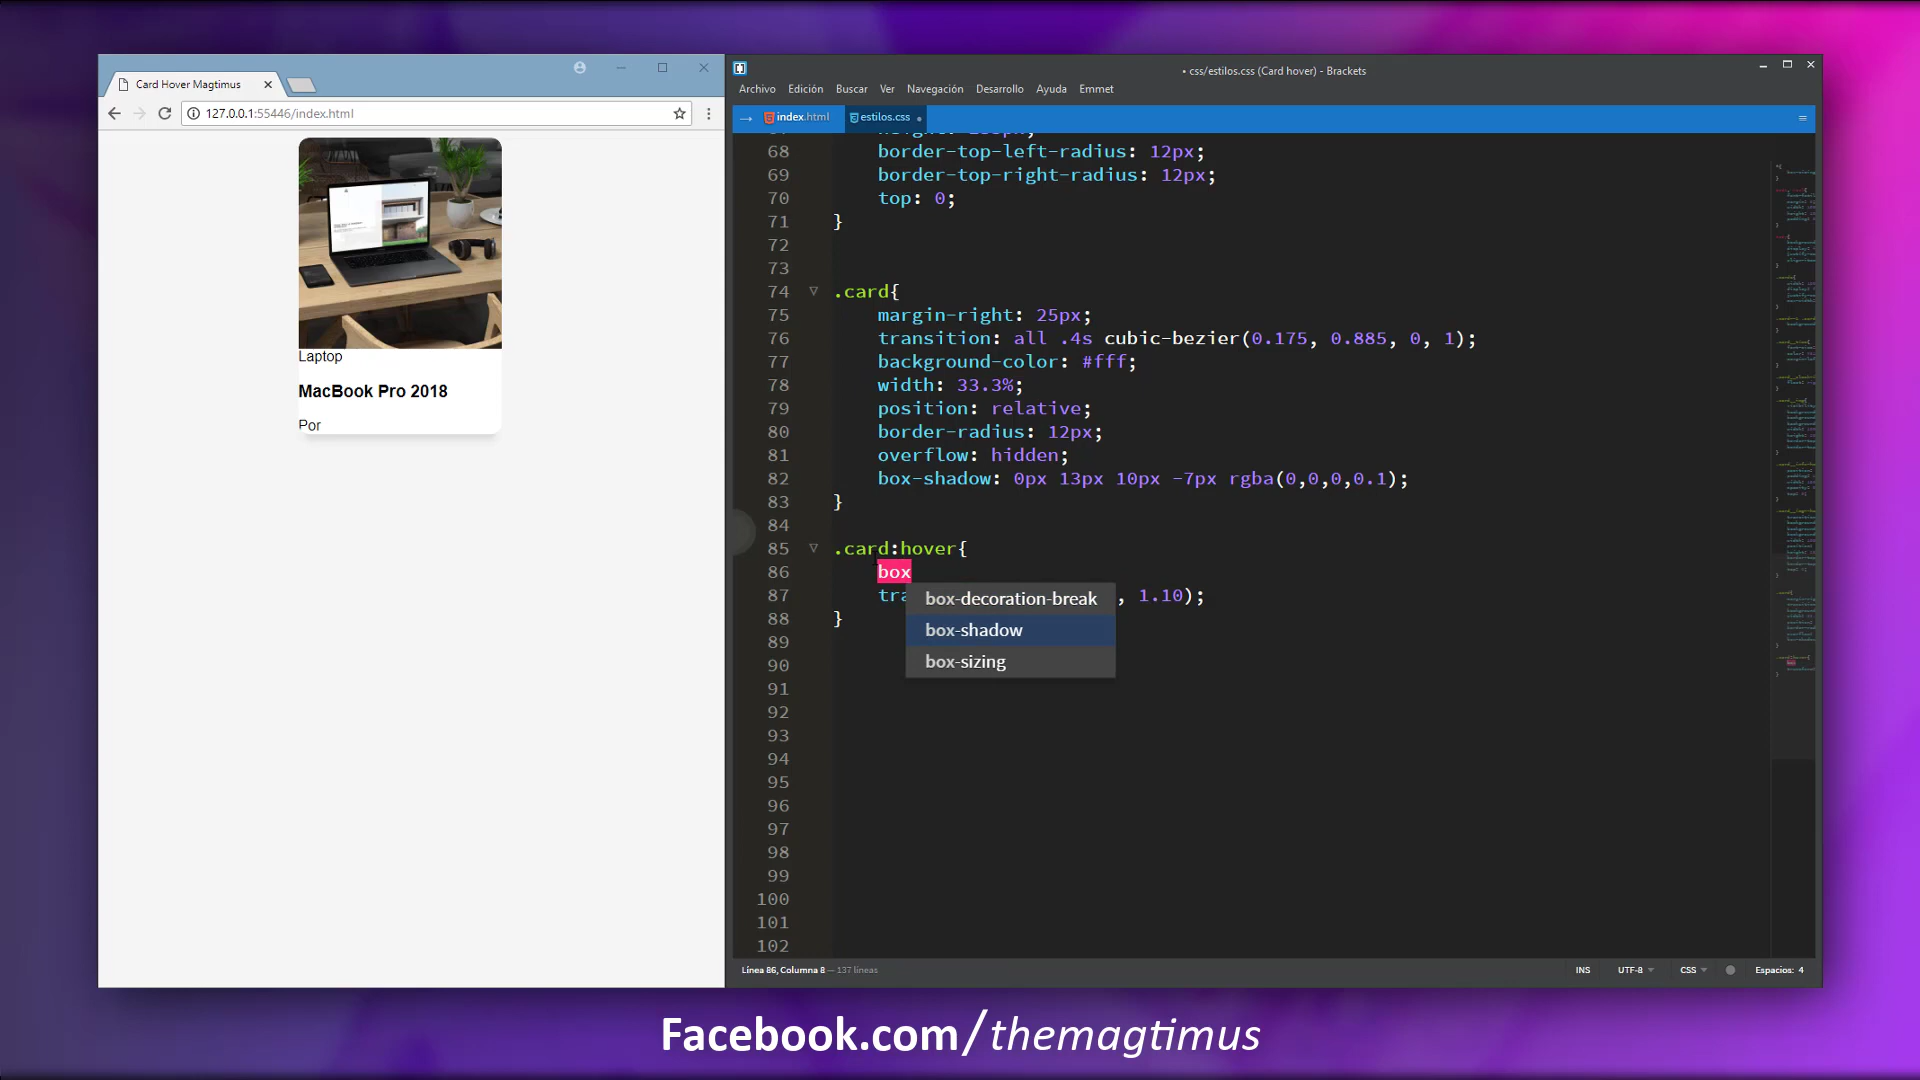 Card Hover Magtimus
127.0.0.1:55446/index.html
Laptop
MacBook Pro 2018
Por
• css/estilos.css (Card hover) - Brackets
Archivo Edición Buscar Ver Navegación Desarrollo Ayuda Emmet
index.html estilos.css
68 border-top-left-radius: 12px;
69 border-top-right-radius: 12px;
70 top: 0;
71 }
72
73
74 .card{
75 margin-right: 25px;
76 transition: all .4s cubic-bezier(0.175, 0.885, 0, 1);
77 background-color: #fff;
78 width: 33.3%;
79 position: relative;
80 border-radius: 12px;
81 overflow: hidden;
82 box-shadow: 0px 13px 10px -7px rgba(0,0,0,0.1);
83 }
84
85 .card:hover{
86 box
87 tra , 1.10);
88 }
box-decoration-break
box-shadow
box-sizing
89
90
91
92
93
94
95
96
97
98
99
100
101
102
Línea 86, Columna 8 — 137 líneas
INS UTF-8 CSS Espacios: 4
Facebook.com/themagtimus